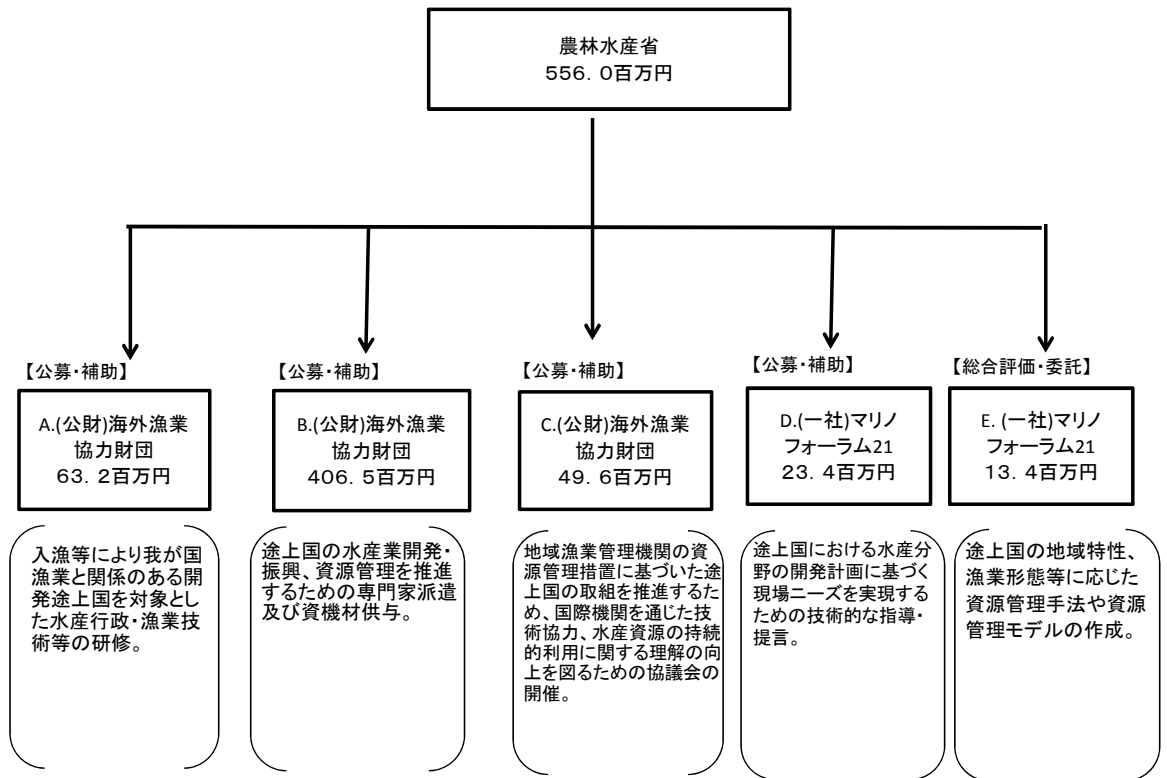 農林水産省
556．0百万円
【公募・補助】
A.(公財)海外漁業
協力財団
63．2百万円
入漁等により我が国
漁業と関係のある開
発途上国を対象とし
た水産行政・漁業技
術等の研修。
【公募・補助】
B.(公財)海外漁業
協力財団
406．5百万円
途上国の水産業開発・
振興、資源管理を推進
するための専門家派遣
及び資機材供与。
【公募・補助】
C.(公財)海外漁業
協力財団
49．6百万円
地域漁業管理機関の資
源管理措置に基づいた途
上国の取組を推進するた
め、国際機関を通じた技
術協力、水産資源の持続
的利用に関する理解の向
上を図るための協議会の
開催。
【公募・補助】
D.(一社)マリノ
フォーラム21
23．4百万円
途上国における水産分
野の開発計画に基づく
現場ニーズを実現する
ための技術的な指導・
提言。
【総合評価・委託】
E. (一社)マリノ
フォーラム21
13．4百万円
途上国の地域特性、
漁業形態等に応じた
資源管理手法や資源
管理モデルの作成。